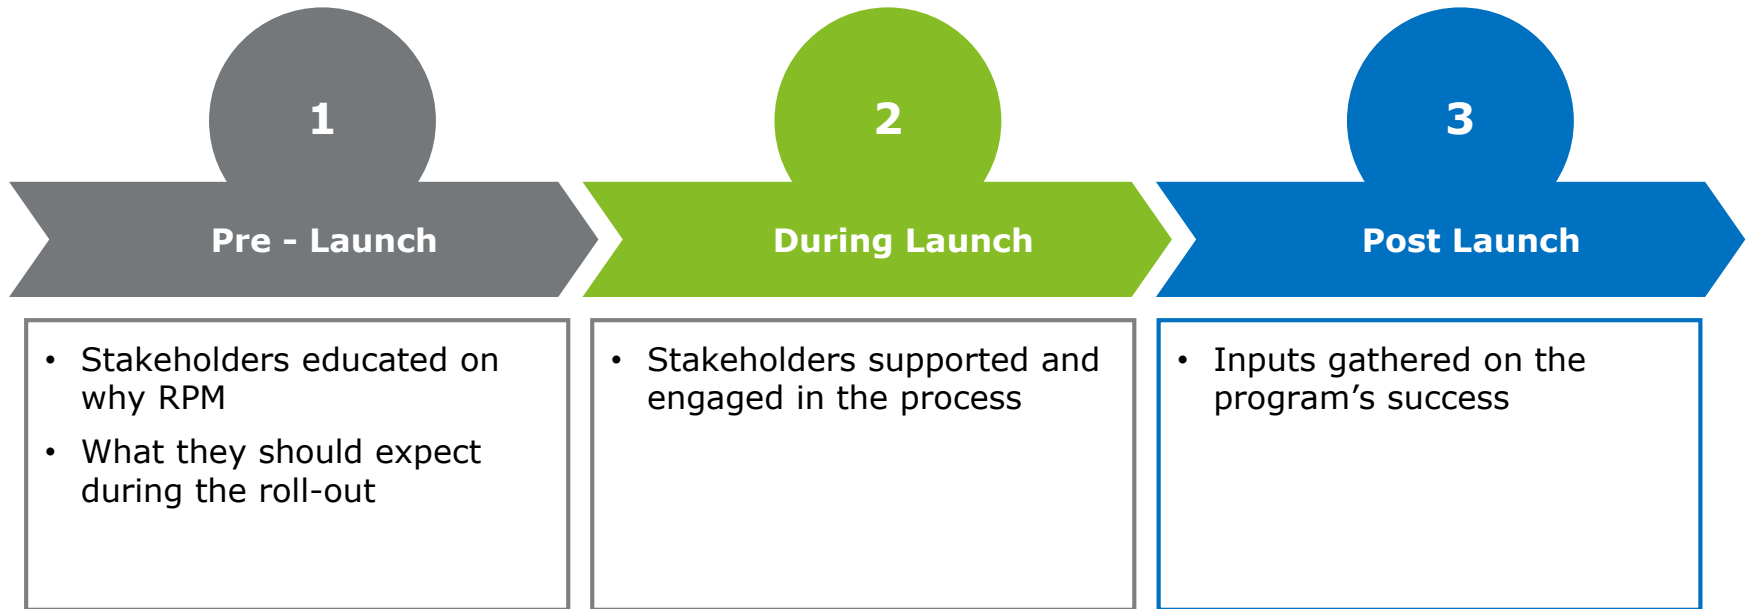 1
Pre - Launch
• Stakeholders educated on
why RPM
• What they should expect
during the roll-out
2
During Launch
• Stakeholders supported and
engaged in the process
3
Post Launch
• Inputs gathered on the
program’s success